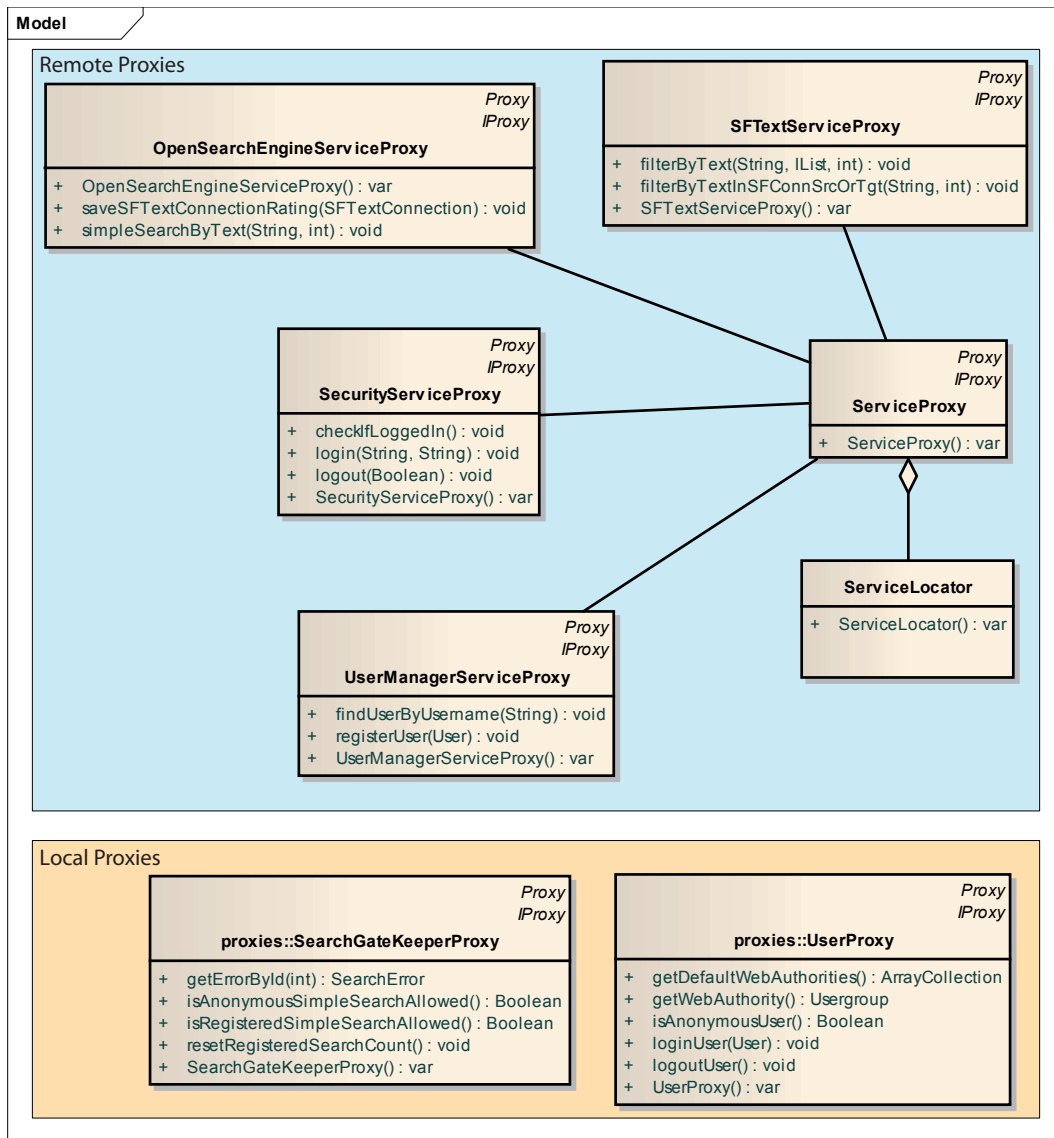 Model
Remote Proxies
Proxy
IProxy
OpenSearchEngineServiceProxy
+ OpenSearchEngineServiceProxy() : var
+ saveSFTextConnectionRating(SFTextConnection) : void
+ simpleSearchByText(String, int) : void
Proxy
IProxy
SFTextServiceProxy
+ filterByText(String, IList, int) : void
+ filterByTextInSFConnSrcOrTgt(String, int) : void
+ SFTextServiceProxy() : var
Proxy
IProxy
SecurityServiceProxy
+ checkIfLoggedIn() : void
+ login(String, String) : void
+ logout(Boolean) : void
+ SecurityServiceProxy() : var
Proxy
IProxy
ServiceProxy
+ ServiceProxy() : var
ServiceLocator
+ ServiceLocator() : var
Proxy
IProxy
UserManagerServiceProxy
+ findUserByUsername(String) : void
+ registerUser(User) : void
+ UserManagerServiceProxy() : var
Local Proxies
Proxy
IProxy
proxies::SearchGateKeeperProxy
+ getErrorById(int) : SearchError
+ isAnonymousSimpleSearchAllowed() : Boolean
+ isRegisteredSimpleSearchAllowed() : Boolean
+ resetRegisteredSearchCount() : void
+ SearchGateKeeperProxy() : var
Proxy
IProxy
proxies::UserProxy
+ getDefaultWebAuthorities() : ArrayCollection
+ getWebAuthority() : Usergroup
+ isAnonymousUser() : Boolean
+ loginUser(User) : void
+ logoutUser() : void
+ UserProxy() : var